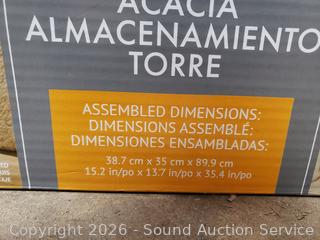 ACACIA
ALMACENAMIENTO
TORRE
ASSEMBLED DIMENSIONS:
DIMENSIONS ASSEMBLÉ:
DIMENSIONES ENSAMBLADAS:
38.7 cm x 35 cm x 89,9 cm
15.2 in/po x 13.7 in/po x 35.4 in/po
Copyright 2026 - Sound Auction Service